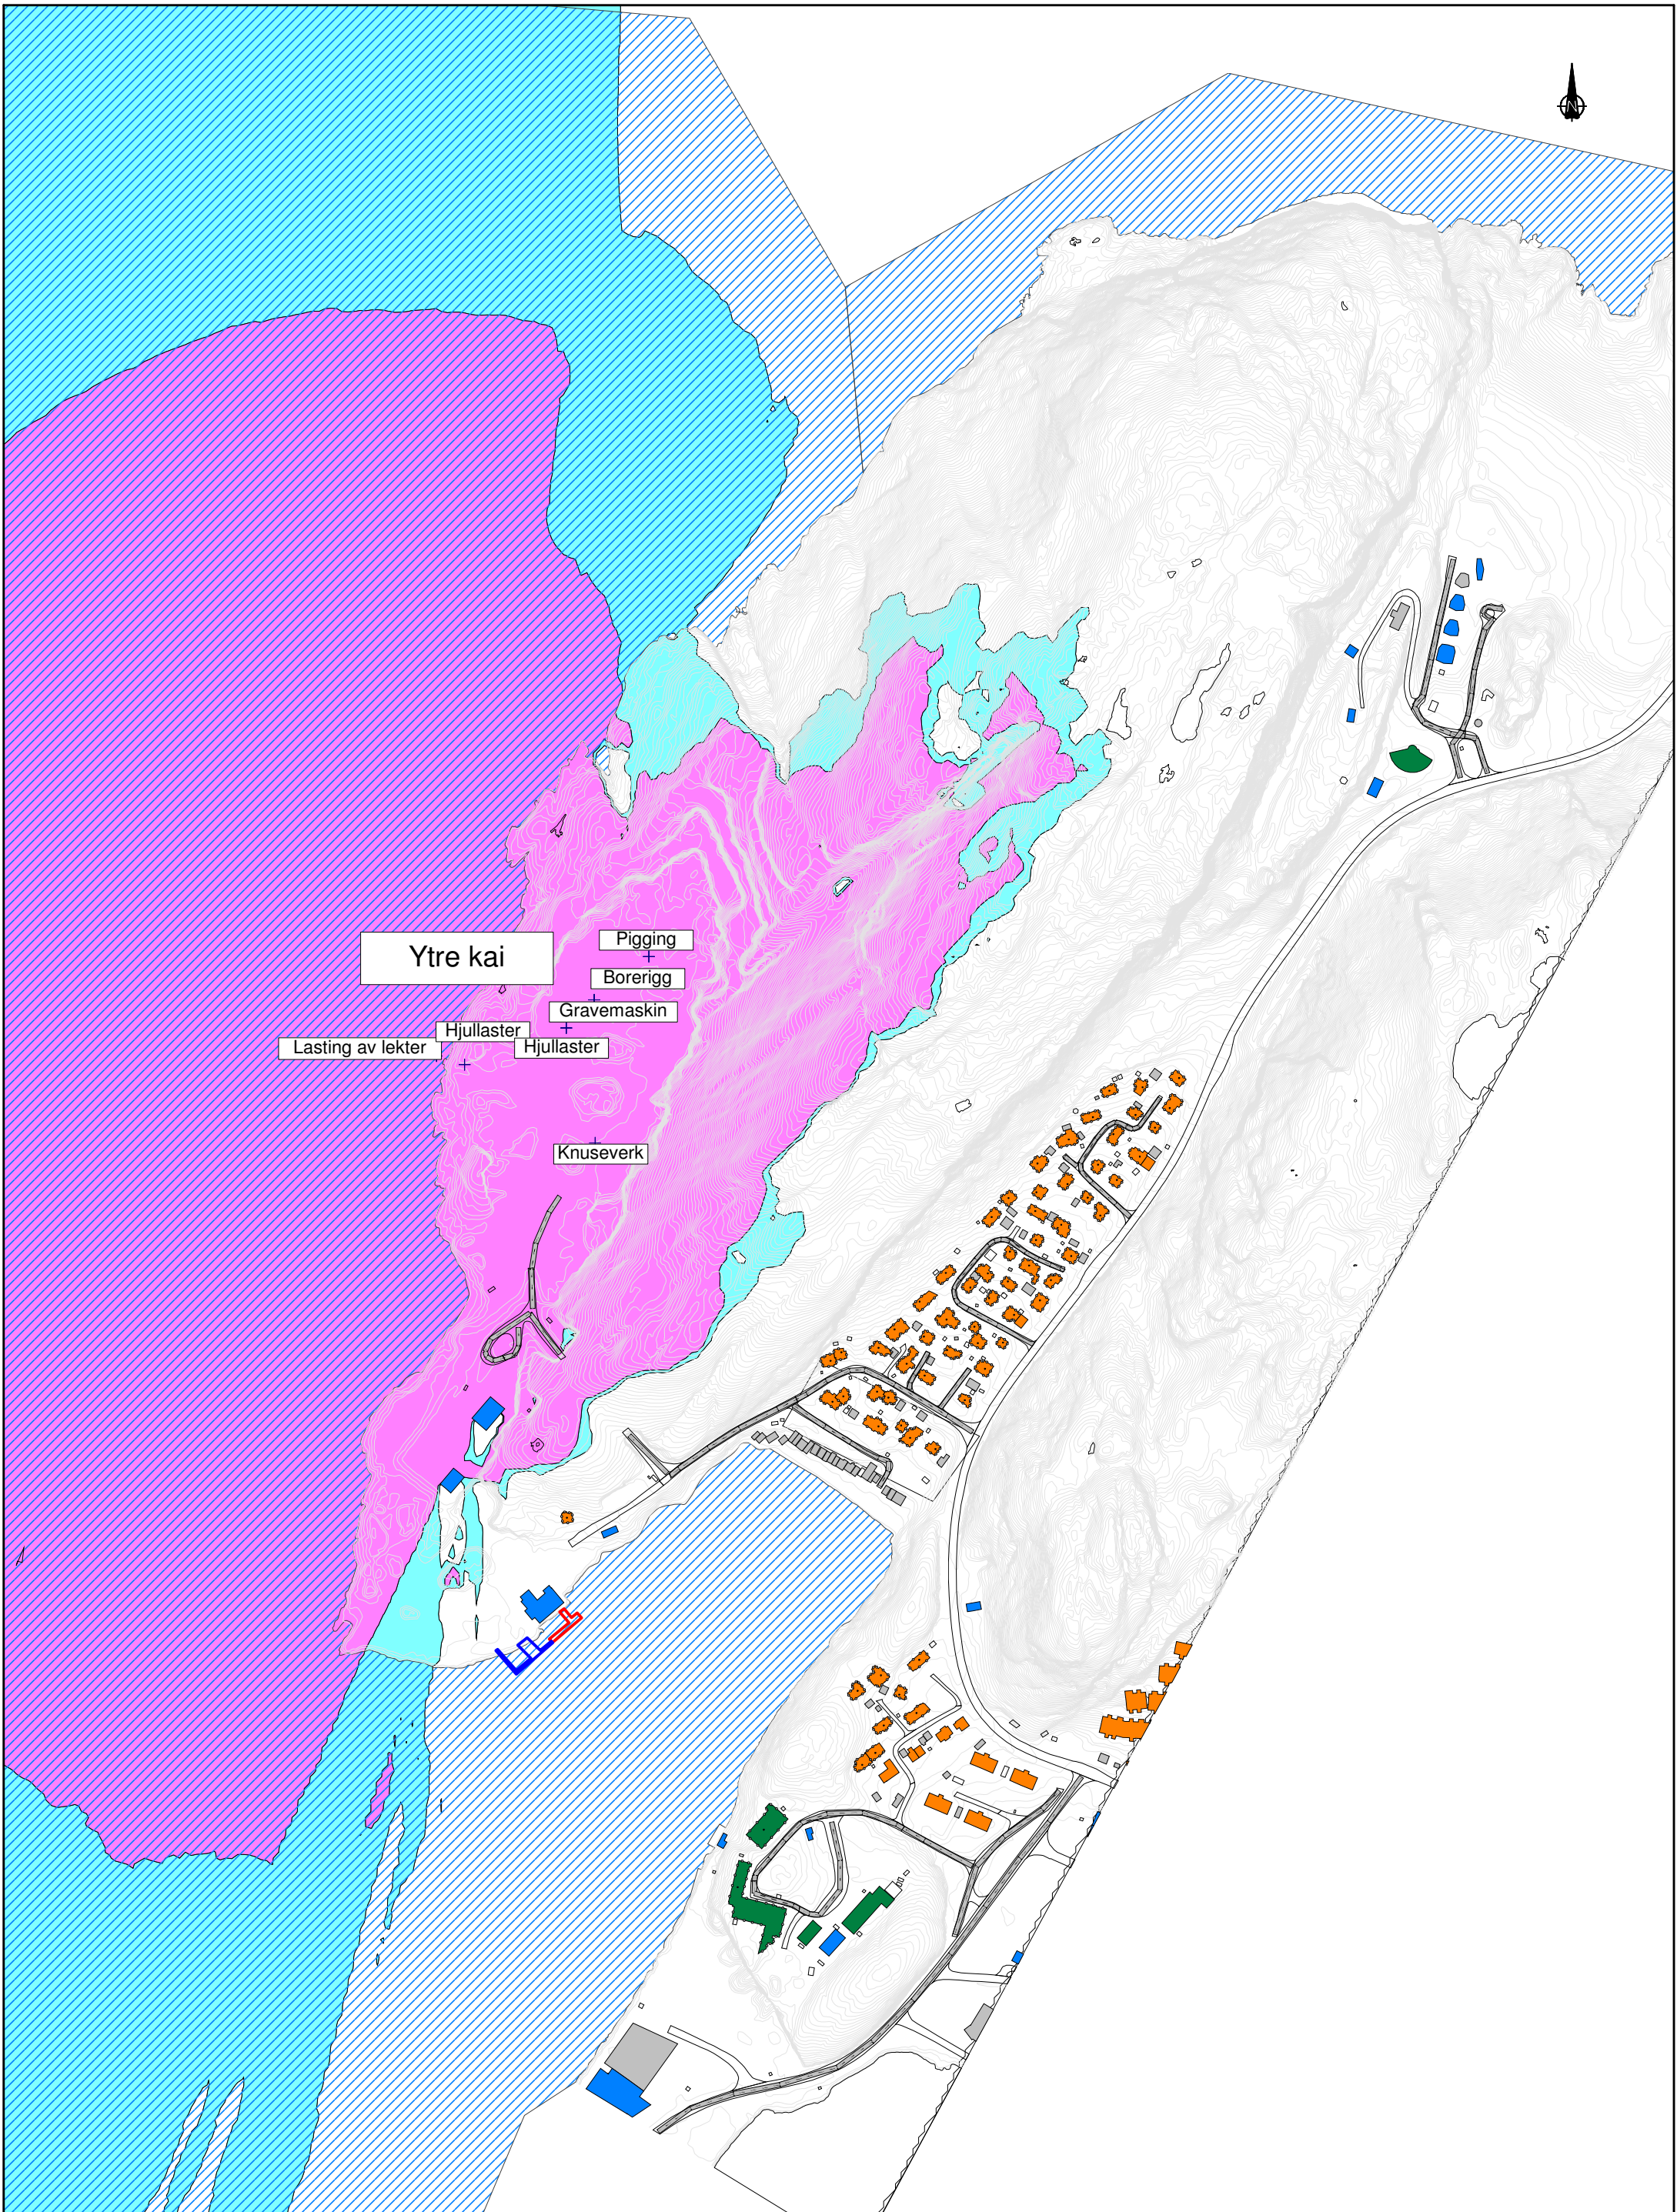 N
Pigging
Ytre kai
Borerigg
Gravemaskin
Hjullaster
Lasting av lekter
Hjullaster
Knuseverk